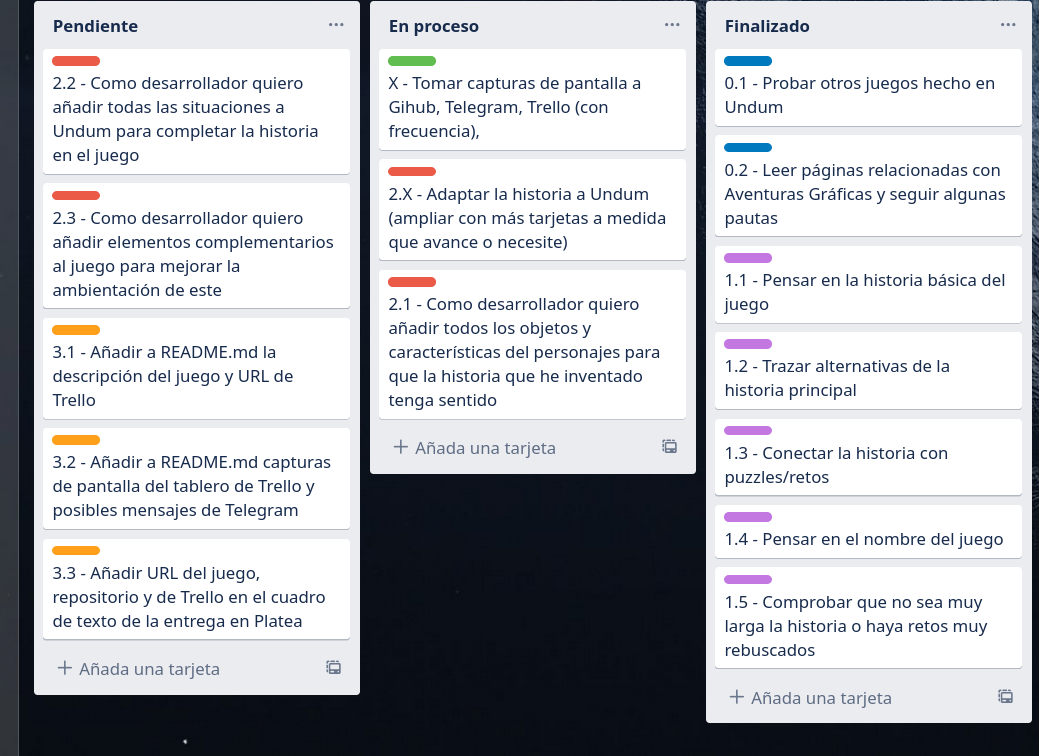 Pendiente
2.2 - Como desarrollador quiero
añadir todas las situaciones a
Undum para completar la historia
en el juego
2.3 - Como desarrollador quiero
añadir elementos complementarios
al juego para mejorar la
ambientación de este
3.1 - Añadir a README.md la
descripción del juego y URL de
Trello
3.2 - Añadir a README.md capturas
de pantalla del tablero de Trello y
posibles mensajes de Telegram
3.3 - Añadir URL del juego,
repositorio y de Trello en el cuadro
de texto de la entrega en Platea
Añada una tarjeta
En proceso
X - Tomar capturas de pantalla a
Gihub, Telegram, Trello (con
frecuencia),
2.X - Adaptar la historia a Undum
(ampliar con más tarjetas a medida
que avance o necesite)
2.1 - Como desarrollador quiero
añadir todos los objetos y
características del personajes para
que la historia que he inventado
tenga sentido
Añada una tarjeta
Finalizado
0.1 - Probar otros juegos hecho en
Undum
0.2 - Leer páginas relacionadas con
Aventuras Gráficas y seguir algunas
pautas
1.1 - Pensar en la historia básica del
juego
1.2 - Trazar alternativas de la
historia principal
1.3 - Conectar la historia con
puzzles/retos
1.4 - Pensar en el nombre del juego
1.5 - Comprobar que no sea muy
larga la historia o haya retos muy
rebuscados
Añada una tarjeta